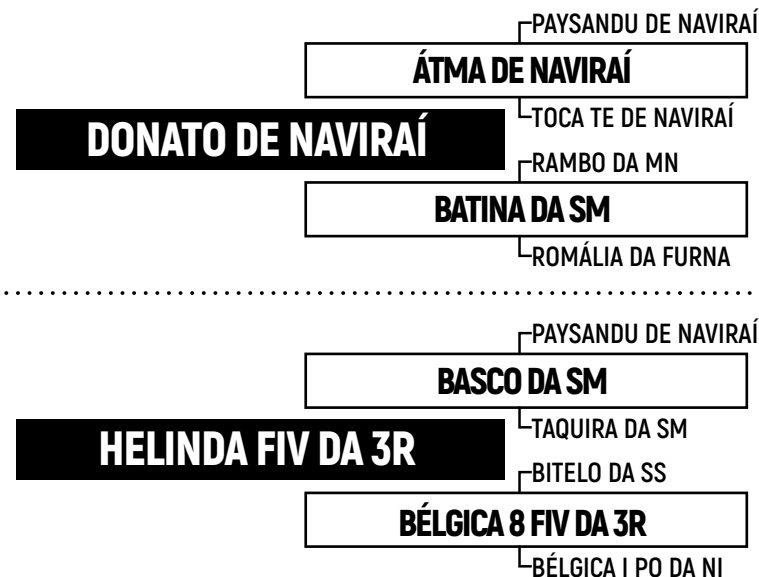 PAYSANDU DE NAVIRAÍ
ÁTMA DE NAVIRAÍ
TOCA TE DE NAVIRAÍ
DONATO DE NAVIRAÍ
RAMBO DA MN
BATINA DA SM
ROMÁLIA DA FURNA
PAYSANDU DE NAVIRAÍ
BASCO DA SM
TAQUIRA DA SM
HELINDA FIV DA 3R
BITELO DA SS
BÉLGICA 8 FIV DA 3R
BÉLGICA I PO DA NI